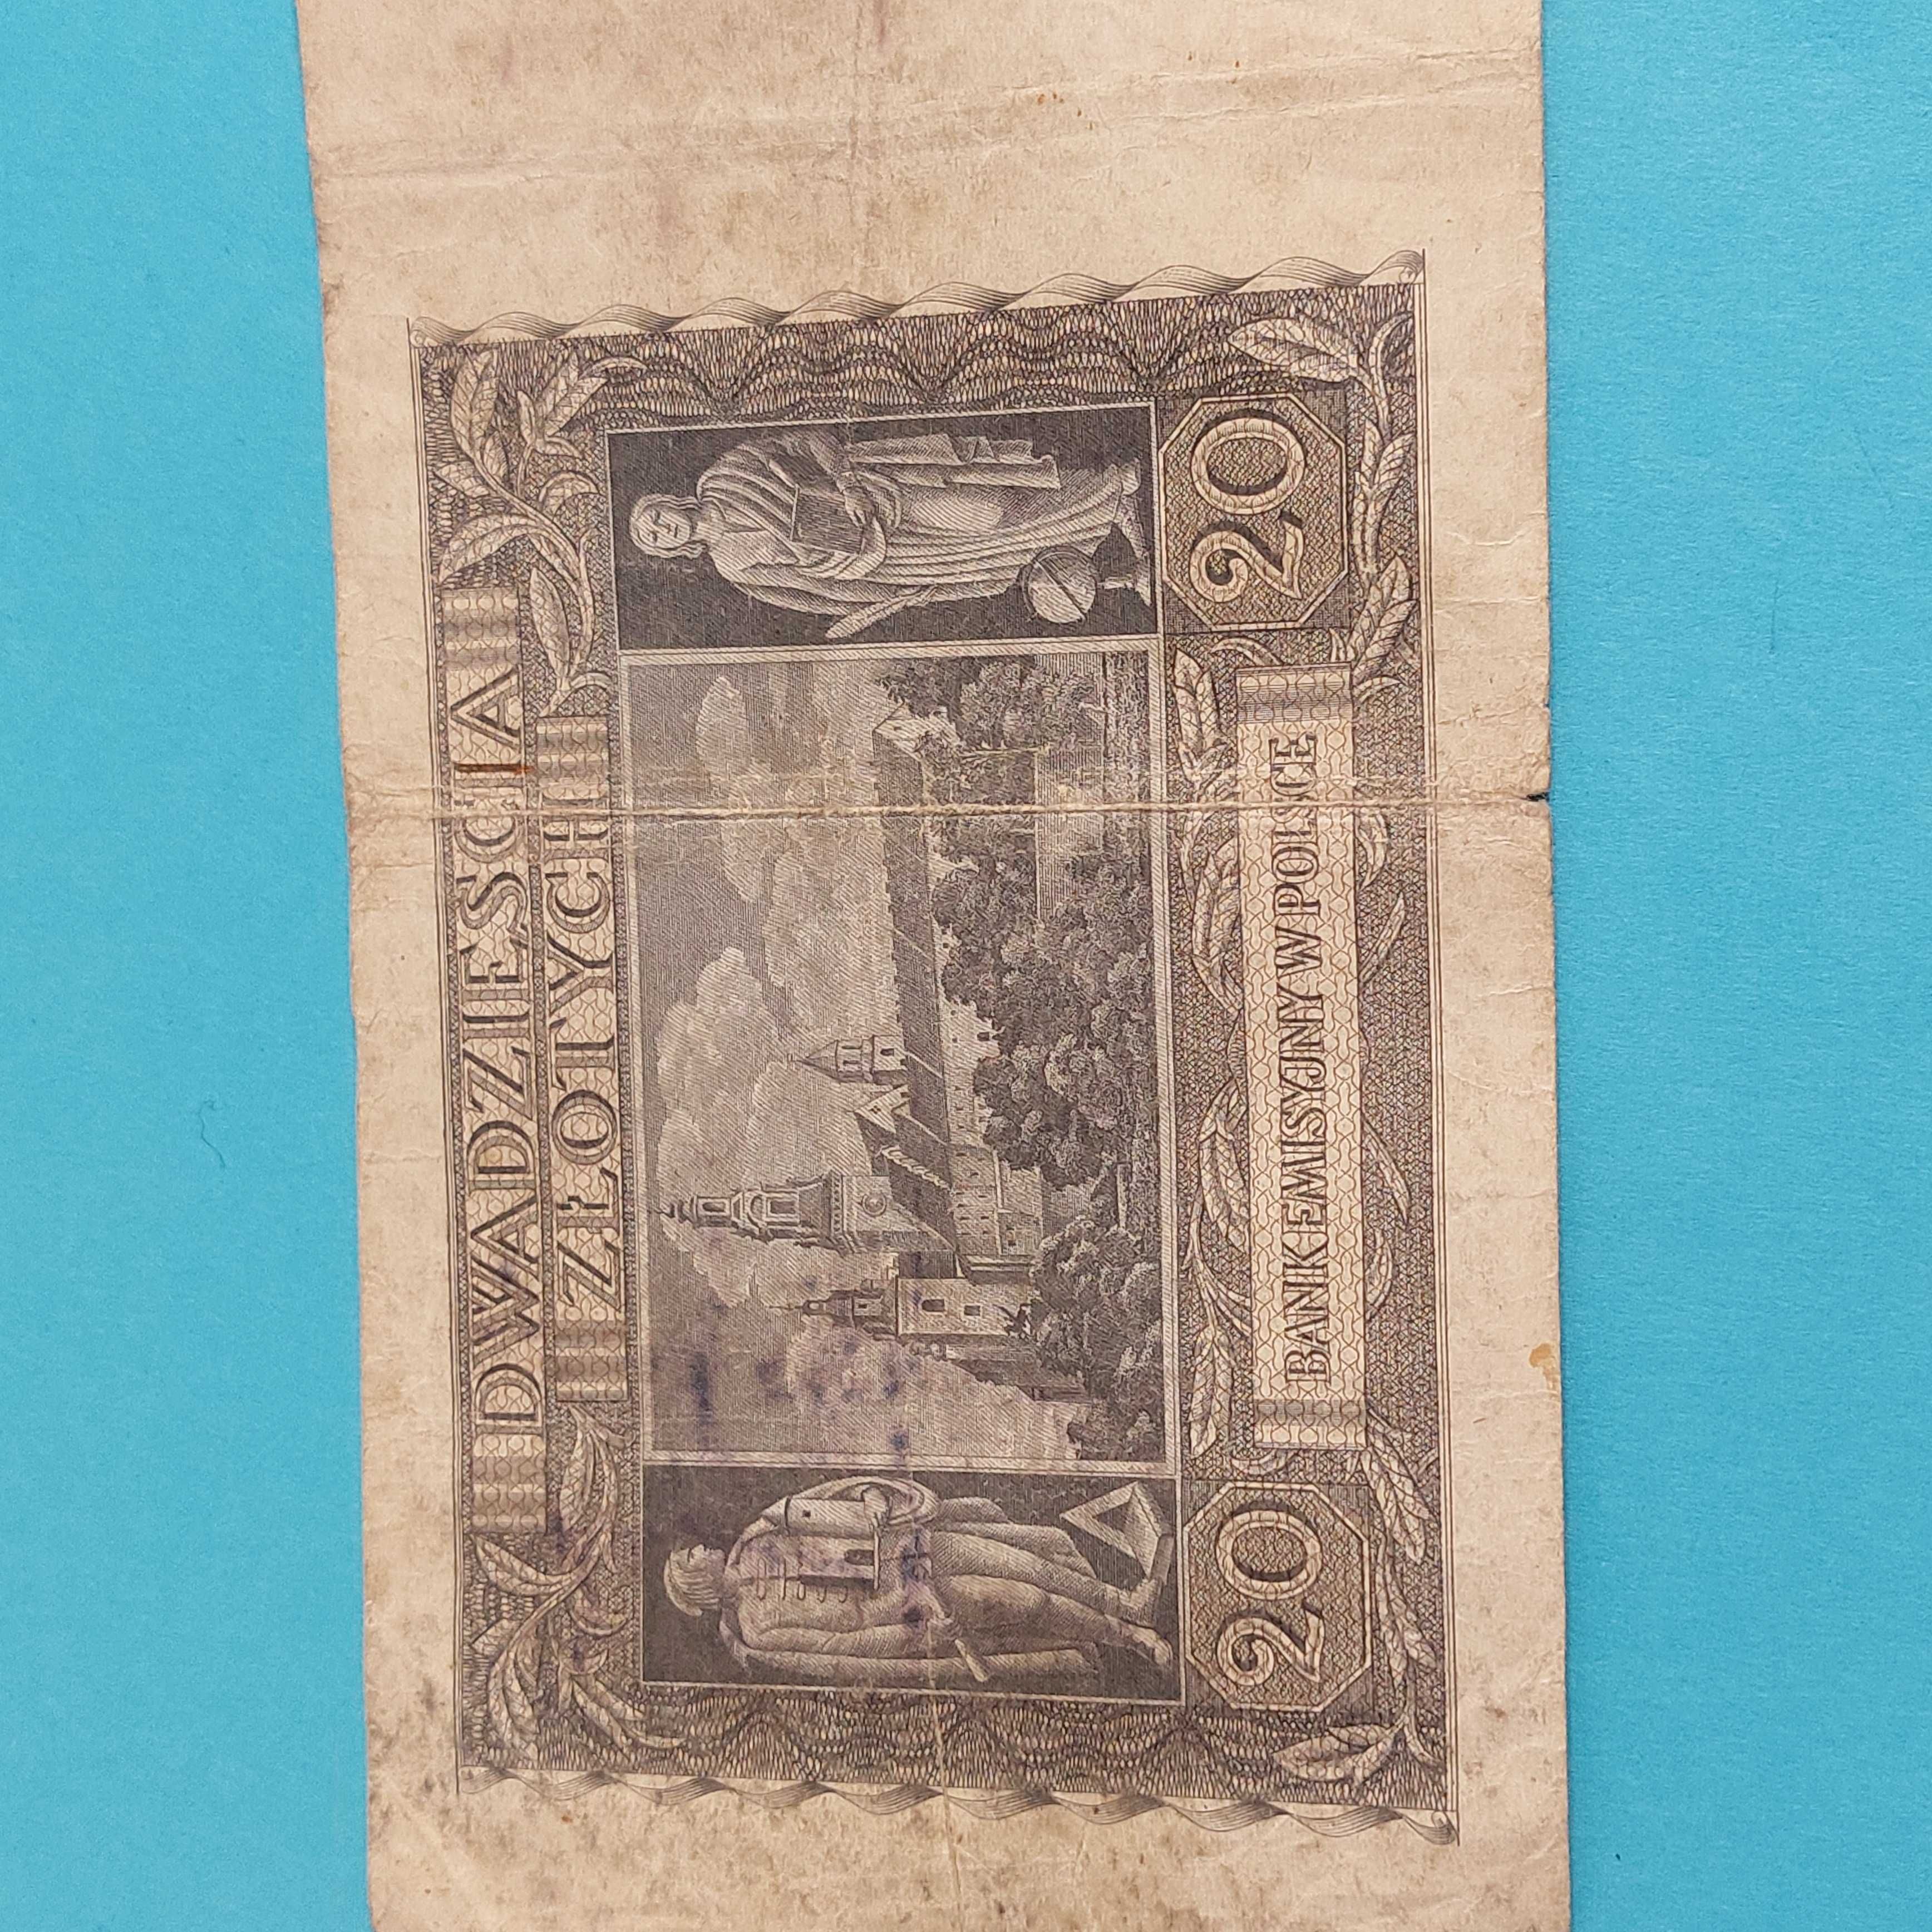 DWADZIEŚCIA
ZŁOTYCH
20
BANK EMISYJNY W POLSCE
20